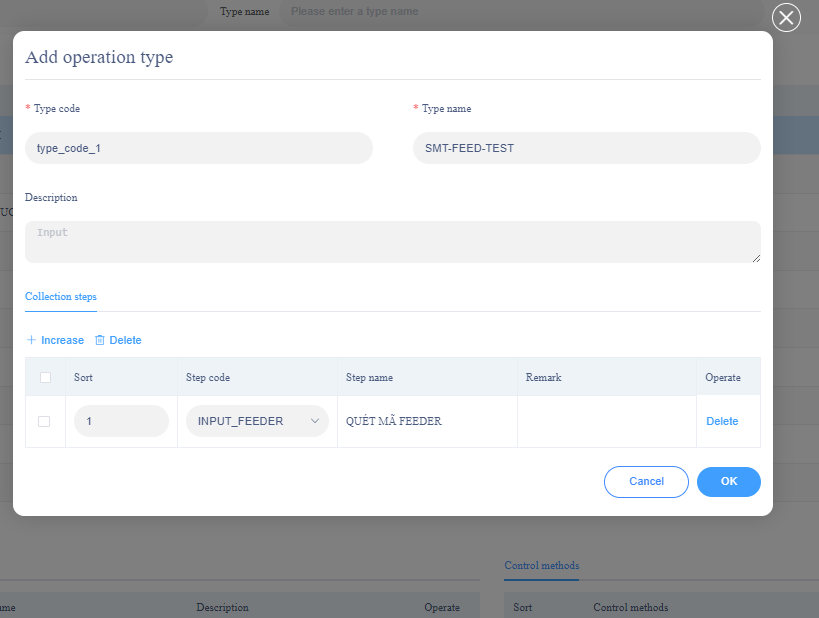 Type name Please enter a type name
Add operation type
* Type code * Type name
type_code_1 SMT-FEED-TEST
Description
Input
Collection steps
Increase Delete
Sort Step code Step name Remark Operate
1 INPUT_FEEDER QUÉT MÃ FEEDER Delete
Cancel OK
Control methods
Description Operate Sort Control methods